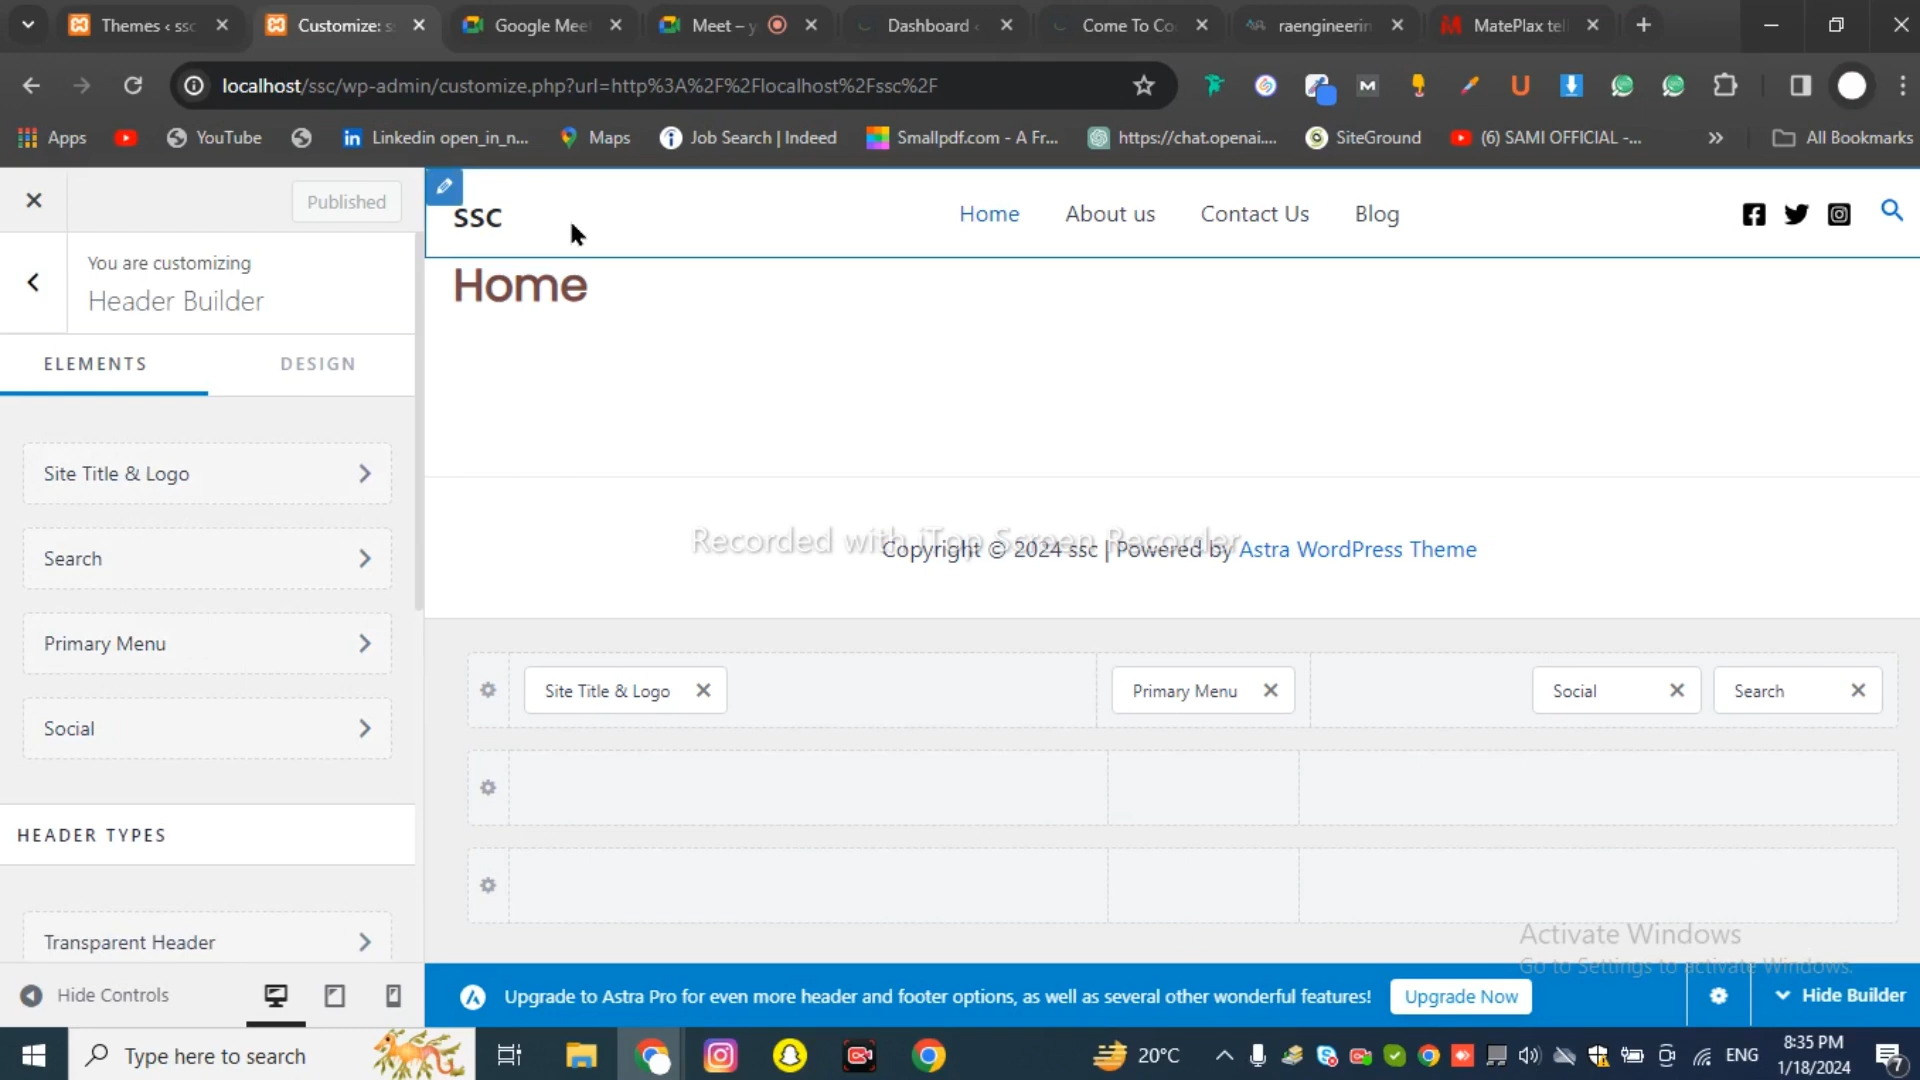 Themes ‹ ssc
Customize: s
Google Mee
Meet – y
Dashboard ‹
Come To Co
raengineerin
MatePlax tel
localhost/ssc/wp-admin/customize.php?url=http%3A%2F%2Flocalhost%2Fssc%2F
Apps
YouTube
Linkedin open_in_n...
Maps
Job Search | Indeed
Smallpdf.com - A Fr...
https://chat.openai....
SiteGround
(6) SAMI OFFICIAL -...
All Bookmarks
Published
You are customizing
Header Builder
ELEMENTS
DESIGN
Site Title & Logo
Search
Primary Menu
Social
HEADER TYPES
Transparent Header
Hide Controls
ssc
Home
About us
Contact Us
Blog
Home
Recorded with iTop Screen Recorder
Copyright © 2024 ssc | Powered by Astra WordPress Theme
Site Title & Logo
Primary Menu
Social
Search
Activate Windows
Go to Settings to activate Windows.
Upgrade to Astra Pro for even more header and footer options, as well as several other wonderful features!
Upgrade Now
Hide Builder
Type here to search
20°C
ENG
8:35 PM
1/18/2024
7